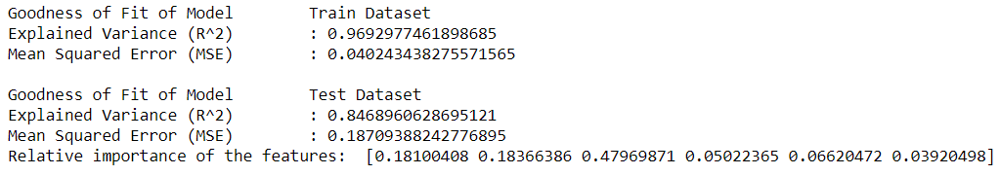 Goodness of Fit of Model Train Dataset
Explained Variance (R^2) : 0.9692977461898685
Mean Squared Error (MSE) : 0.040243438275571565
Goodness of Fit of Model Test Dataset
Explained Variance (R^2) : 0.8468960628695121
Mean Squared Error (MSE) : 0.18709388242776895
Relative importance of the features: [0.18100408 0.18366386 0.47969871 0.05022365 0.06620472 0.03920498]